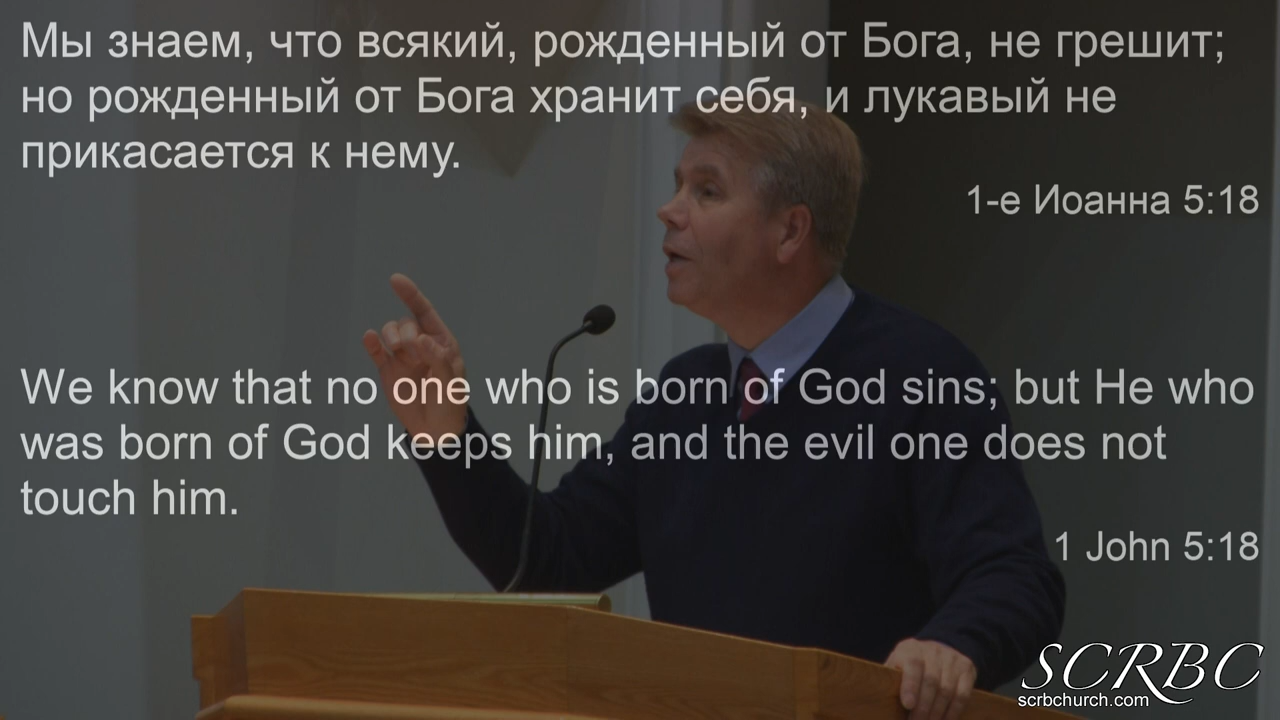 Мы знаем, что всякий, рожденный от Бога, не грешит;
но рожденный от Бога хранит себя, и лукавый не
прикасается к нему.
1-е Иоанна 5:18
We know that no one who is born of God sins; but He who
was born of God keeps him, and the evil one does not
touch him.
1 John 5:18
SCRBC
scrbchurch.com